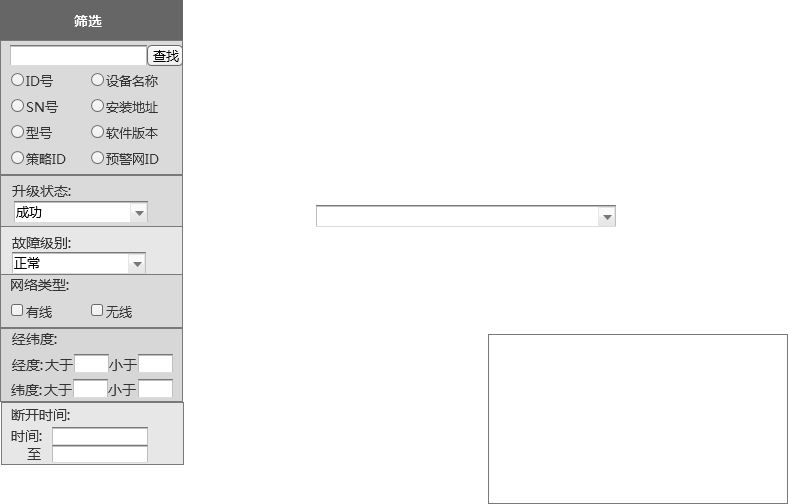 筛选
查找
ID号 设备名称
SN号 安装地址
型号 软件版本
策略ID 预警网ID
升级状态:
成功
故障级别:
正常
网络类型:
有线 无线
经纬度:
经度:大于 小于
纬度:大于 小于
断开时间:
时间:
至